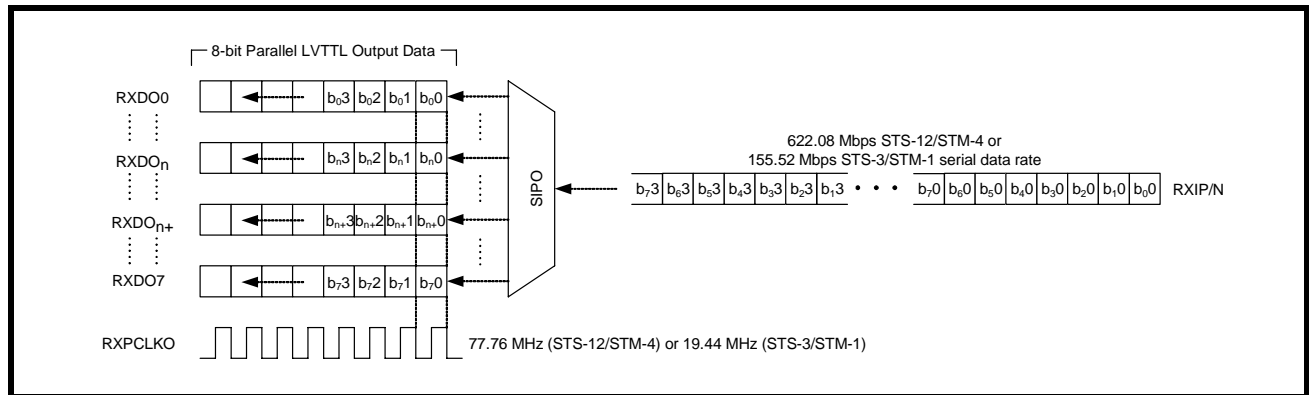 8-bit Parallel LVTTL Output Data
RXDO0
b₀3 b₀2 b₀1 b₀0
RXDOₙ
bₙ3 bₙ2 bₙ1 bₙ0
RXDOₙ₊
bₙ₊3 bₙ₊2 bₙ₊1 bₙ₊0
RXDO7
b₇3 b₇2 b₇1 b₇0
RXPCLKO
77.76 MHz (STS-12/STM-4) or 19.44 MHz (STS-3/STM-1)
SIPO
622.08 Mbps STS-12/STM-4 or
155.52 Mbps STS-3/STM-1 serial data rate
b₇3 b₆3 b₅3 b₄3 b₃3 b₂3 b₁3 • • • b₇0 b₆0 b₅0 b₄0 b₃0 b₂0 b₁0 b₀0 RXIP/N